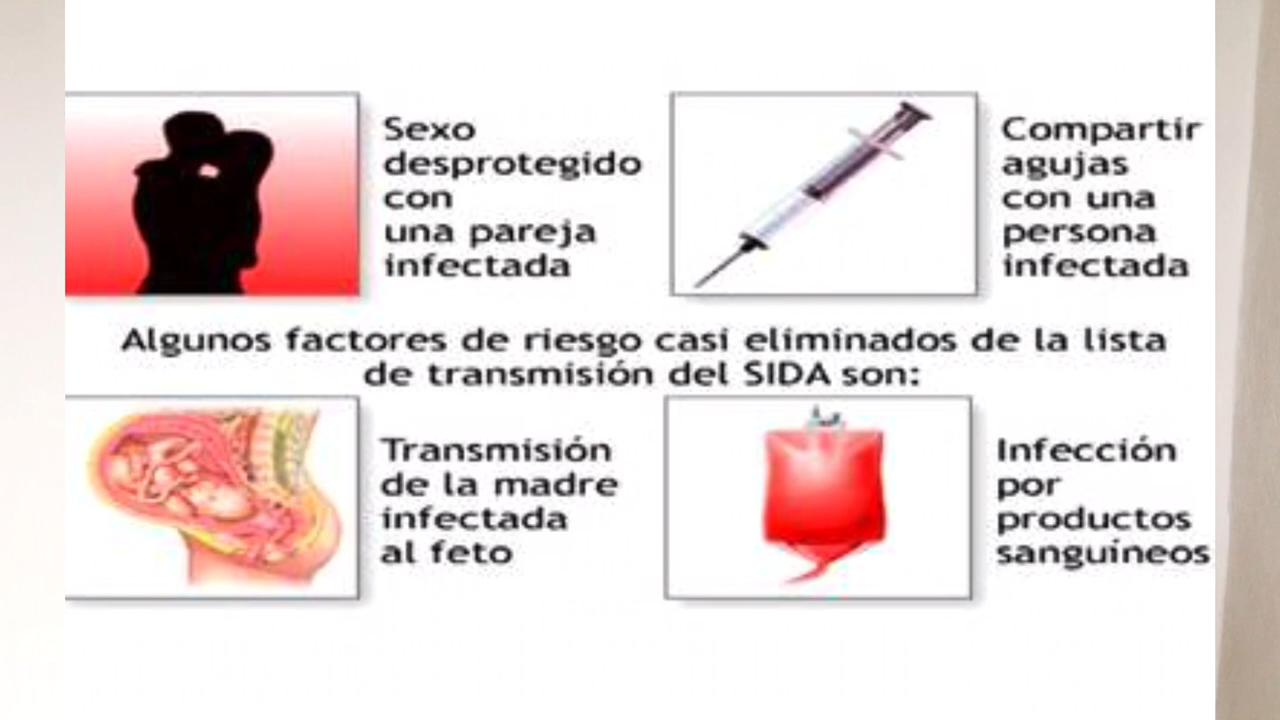 Sexo
desprotegido
con
una pareja
infectada
Compartir
agujas
con una
persona
infectada
Algunos factores de riesgo casi eliminados de la lista
de transmisión del SIDA son:
Transmisión
de la madre
infectada
al feto
Infección
por
productos
sanguíneos